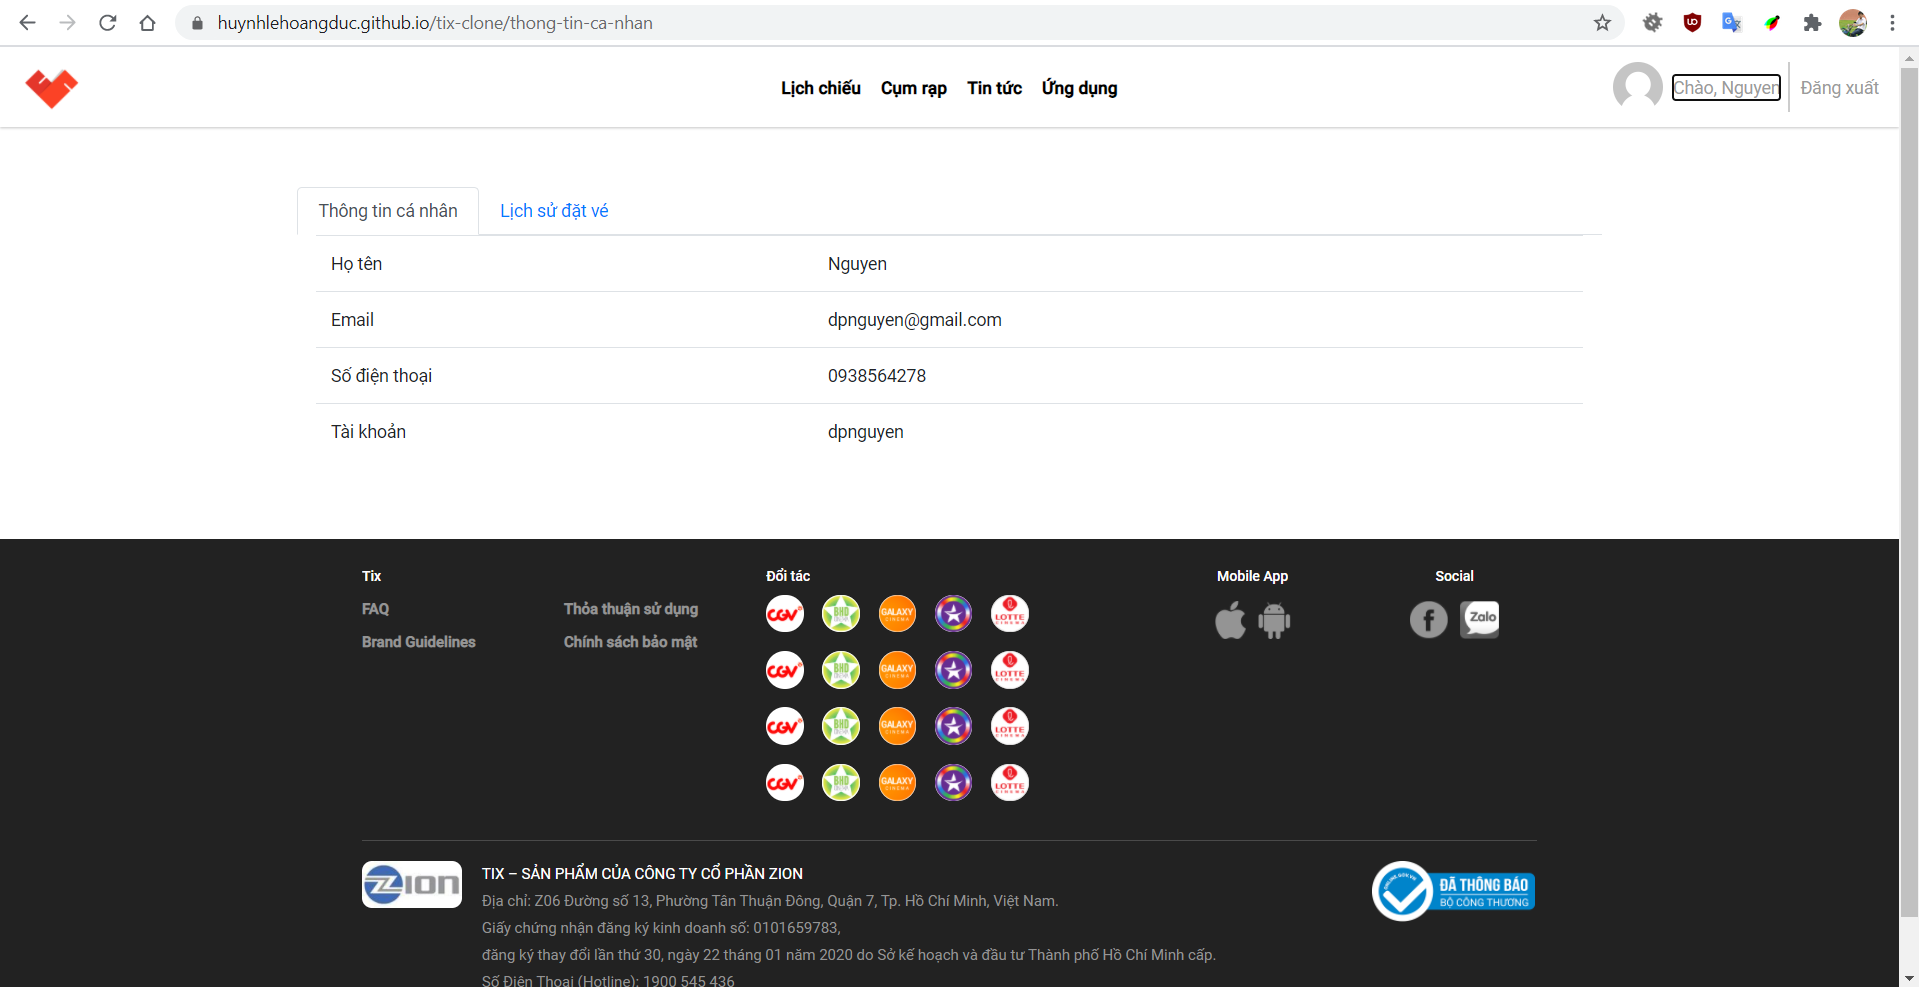 huynhlehoangduc.github.io/tix-clone/thong-tin-ca-nhan
Lịch chiếu Cụm rạp Tin tức Ứng dụng
Chào, Nguyen Đăng xuất
Thông tin cá nhân Lịch sử đặt vé
Họ tên Nguyen
Email dpnguyen@gmail.com
Số điện thoại 0938564278
Tài khoản dpnguyen
Tix Đối tác Mobile App Social
FAQ Thỏa thuận sử dụng
Brand Guidelines Chính sách bảo mật
CGV BHD GALAXY CINEMA LOTTE CINEMA
Zalo
CGV BHD GALAXY CINEMA LOTTE CINEMA
CGV BHD GALAXY CINEMA LOTTE CINEMA
CGV BHD GALAXY CINEMA LOTTE CINEMA
ZION
TIX – SẢN PHẨM CỦA CÔNG TY CỔ PHẦN ZION
Địa chỉ: Z06 Đường số 13, Phường Tân Thuận Đông, Quận 7, Tp. Hồ Chí Minh, Việt Nam.
Giấy chứng nhận đăng ký kinh doanh số: 0101659783,
đăng ký thay đổi lần thứ 30, ngày 22 tháng 01 năm 2020 do Sở kế hoạch và đầu tư Thành phố Hồ Chí Minh cấp.
Số Điện Thoại (Hotline): 1900 545 436
ONLINE.GOV.VN
ĐÃ THÔNG BÁO
BỘ CÔNG THƯƠNG